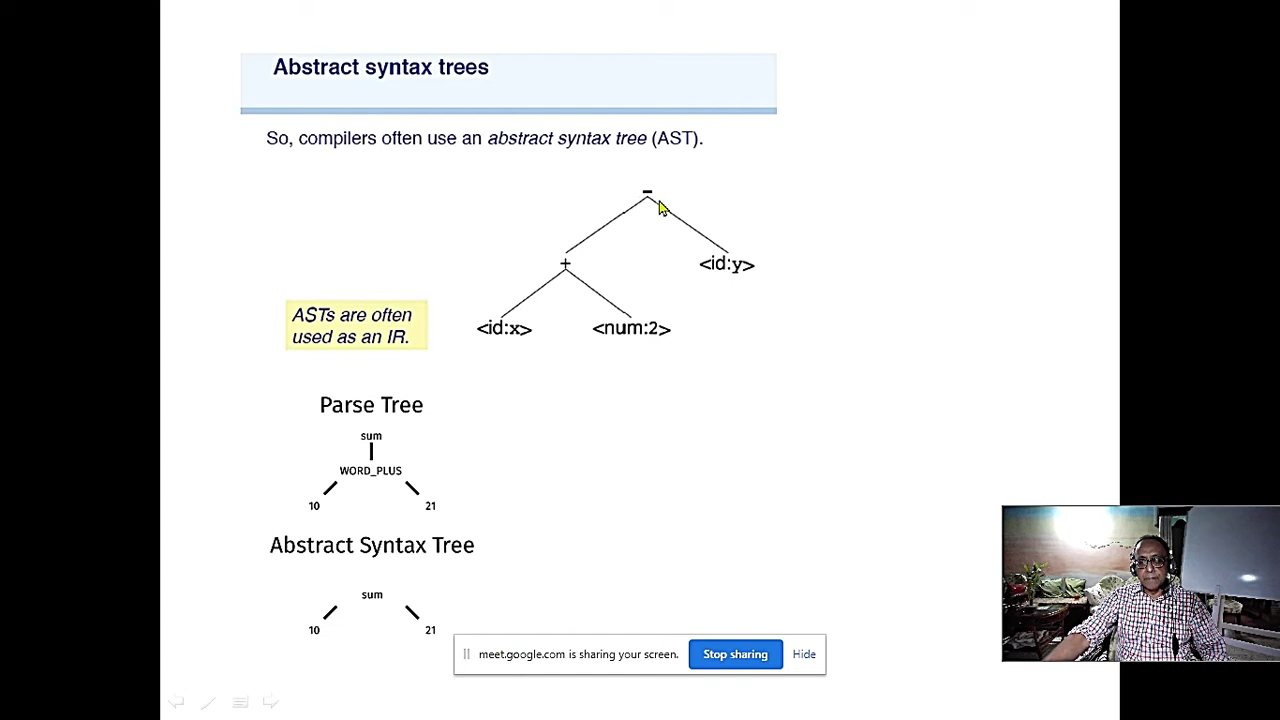 Abstract syntax trees
So, compilers often use an abstract syntax tree (AST).
-
+
<id:y>
<id:x>
<num:2>
ASTs are often
used as an IR.
Parse Tree
sum
WORD_PLUS
10
21
Abstract Syntax Tree
sum
10
21
meet.google.com is sharing your screen.
Stop sharing
Hide